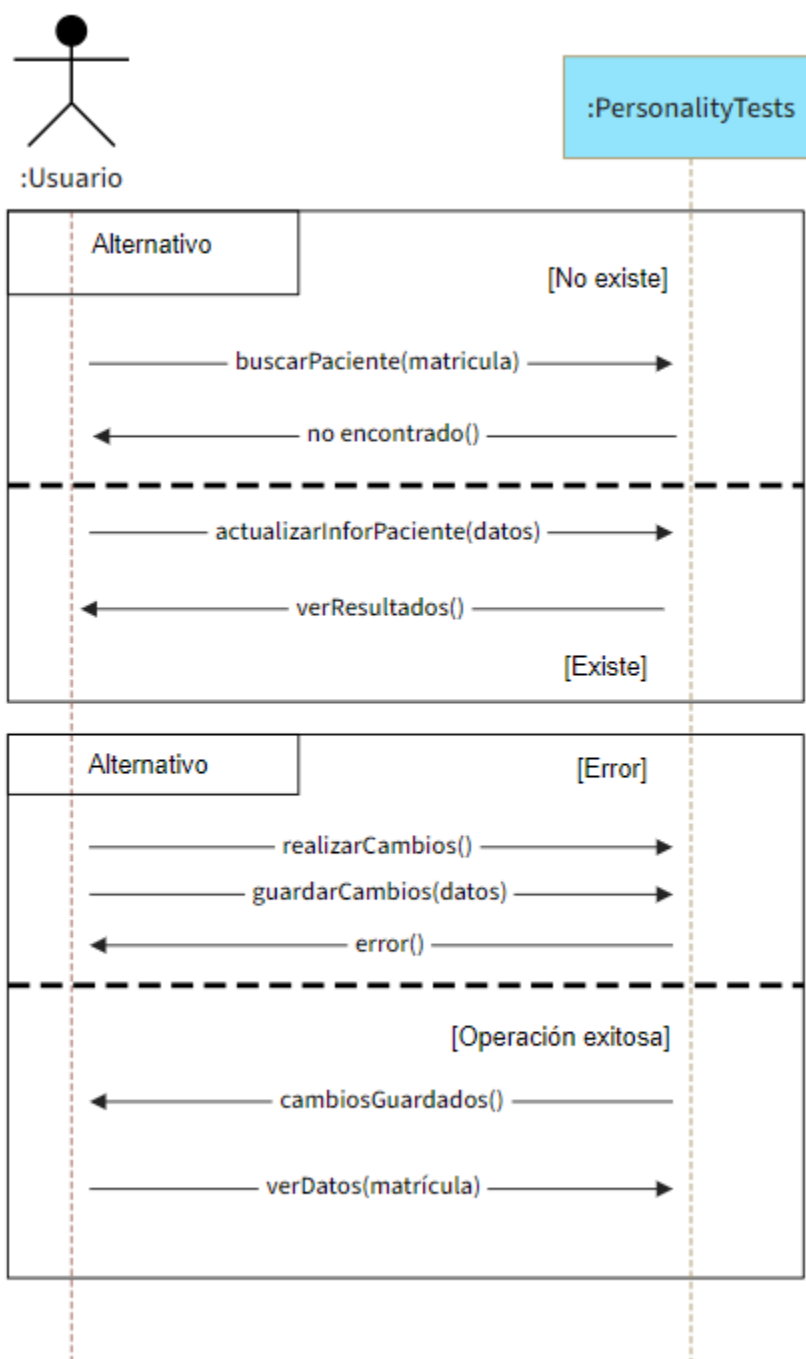 :PersonalityTests
:Usuario
Alternativo
[No existe]
buscarPaciente(matricula)
no encontrado()
actualizarInforPaciente(datos)
verResultados()
[Existe]
Alternativo
[Error]
realizarCambios()
guardarCambios(datos)
error()
[Operación exitosa]
cambiosGuardados()
verDatos(matrícula)